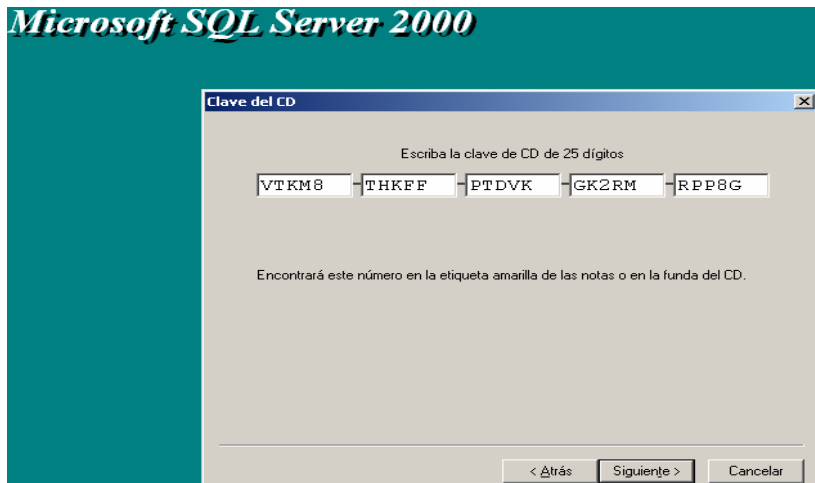 Microsoft SQL Server 2000
Clave del CD
Escriba la clave de CD de 25 dígitos
VTKM8-THKFF-PTDVK-GK2RM-RPP8G
Encontrará este número en la etiqueta amarilla de las notas o en la funda del CD.
< Atrás Siguiente > Cancelar